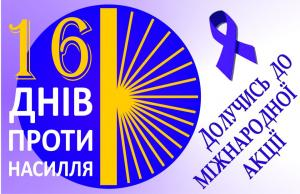 16
ДНІВ
ПРОТИ
НАСИЛЛЯ
ДОЛУЧИСЬ ДО
МІЖНАРОДНОЇ
АКЦІЇ